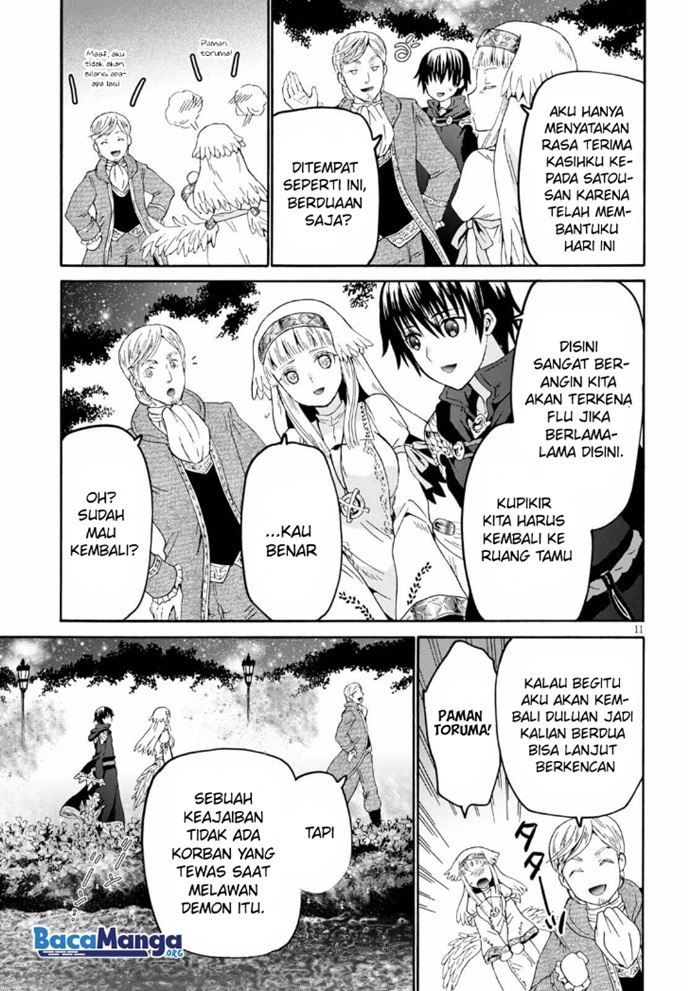 AKU HANYA
MENYATAKAN
RASA TERIMA
KASIHKU KE-
PADA SATOU-
SAN KARENA
TELAH MEM-
BANTUKU
HARI INI
DITEMPAT
SEPERTI INI,
BERDUAAN
SAJA?
Paman
toruma!
Maaf, aku
tidak akan
bilang apa-
apa lagi
DISINI
SANGAT BER-
ANGIN KITA
AKAN TERKENA
FLU JIKA
BERLAMA-
LAMA DISINI.
KUPIKIR
KITA HARUS
KEMBALI KE
RUANG TAMU
...KAU
BENAR
OH?
SUDAH
MAU
KEMBALI?
11
KALAU BEGITU
AKU AKAN KEM-
BALI DULUAN JADI
KALIAN BERDUA
BISA LANJUT
BERKENCAN
PAMAN
TORUMA!
タタ
TAPI
SEBUAH
KEAJAIBAN
TIDAK ADA
KORBAN YANG
TEWAS SAAT
MELAWAN
DEMON ITU.
BacaManga
.ORG